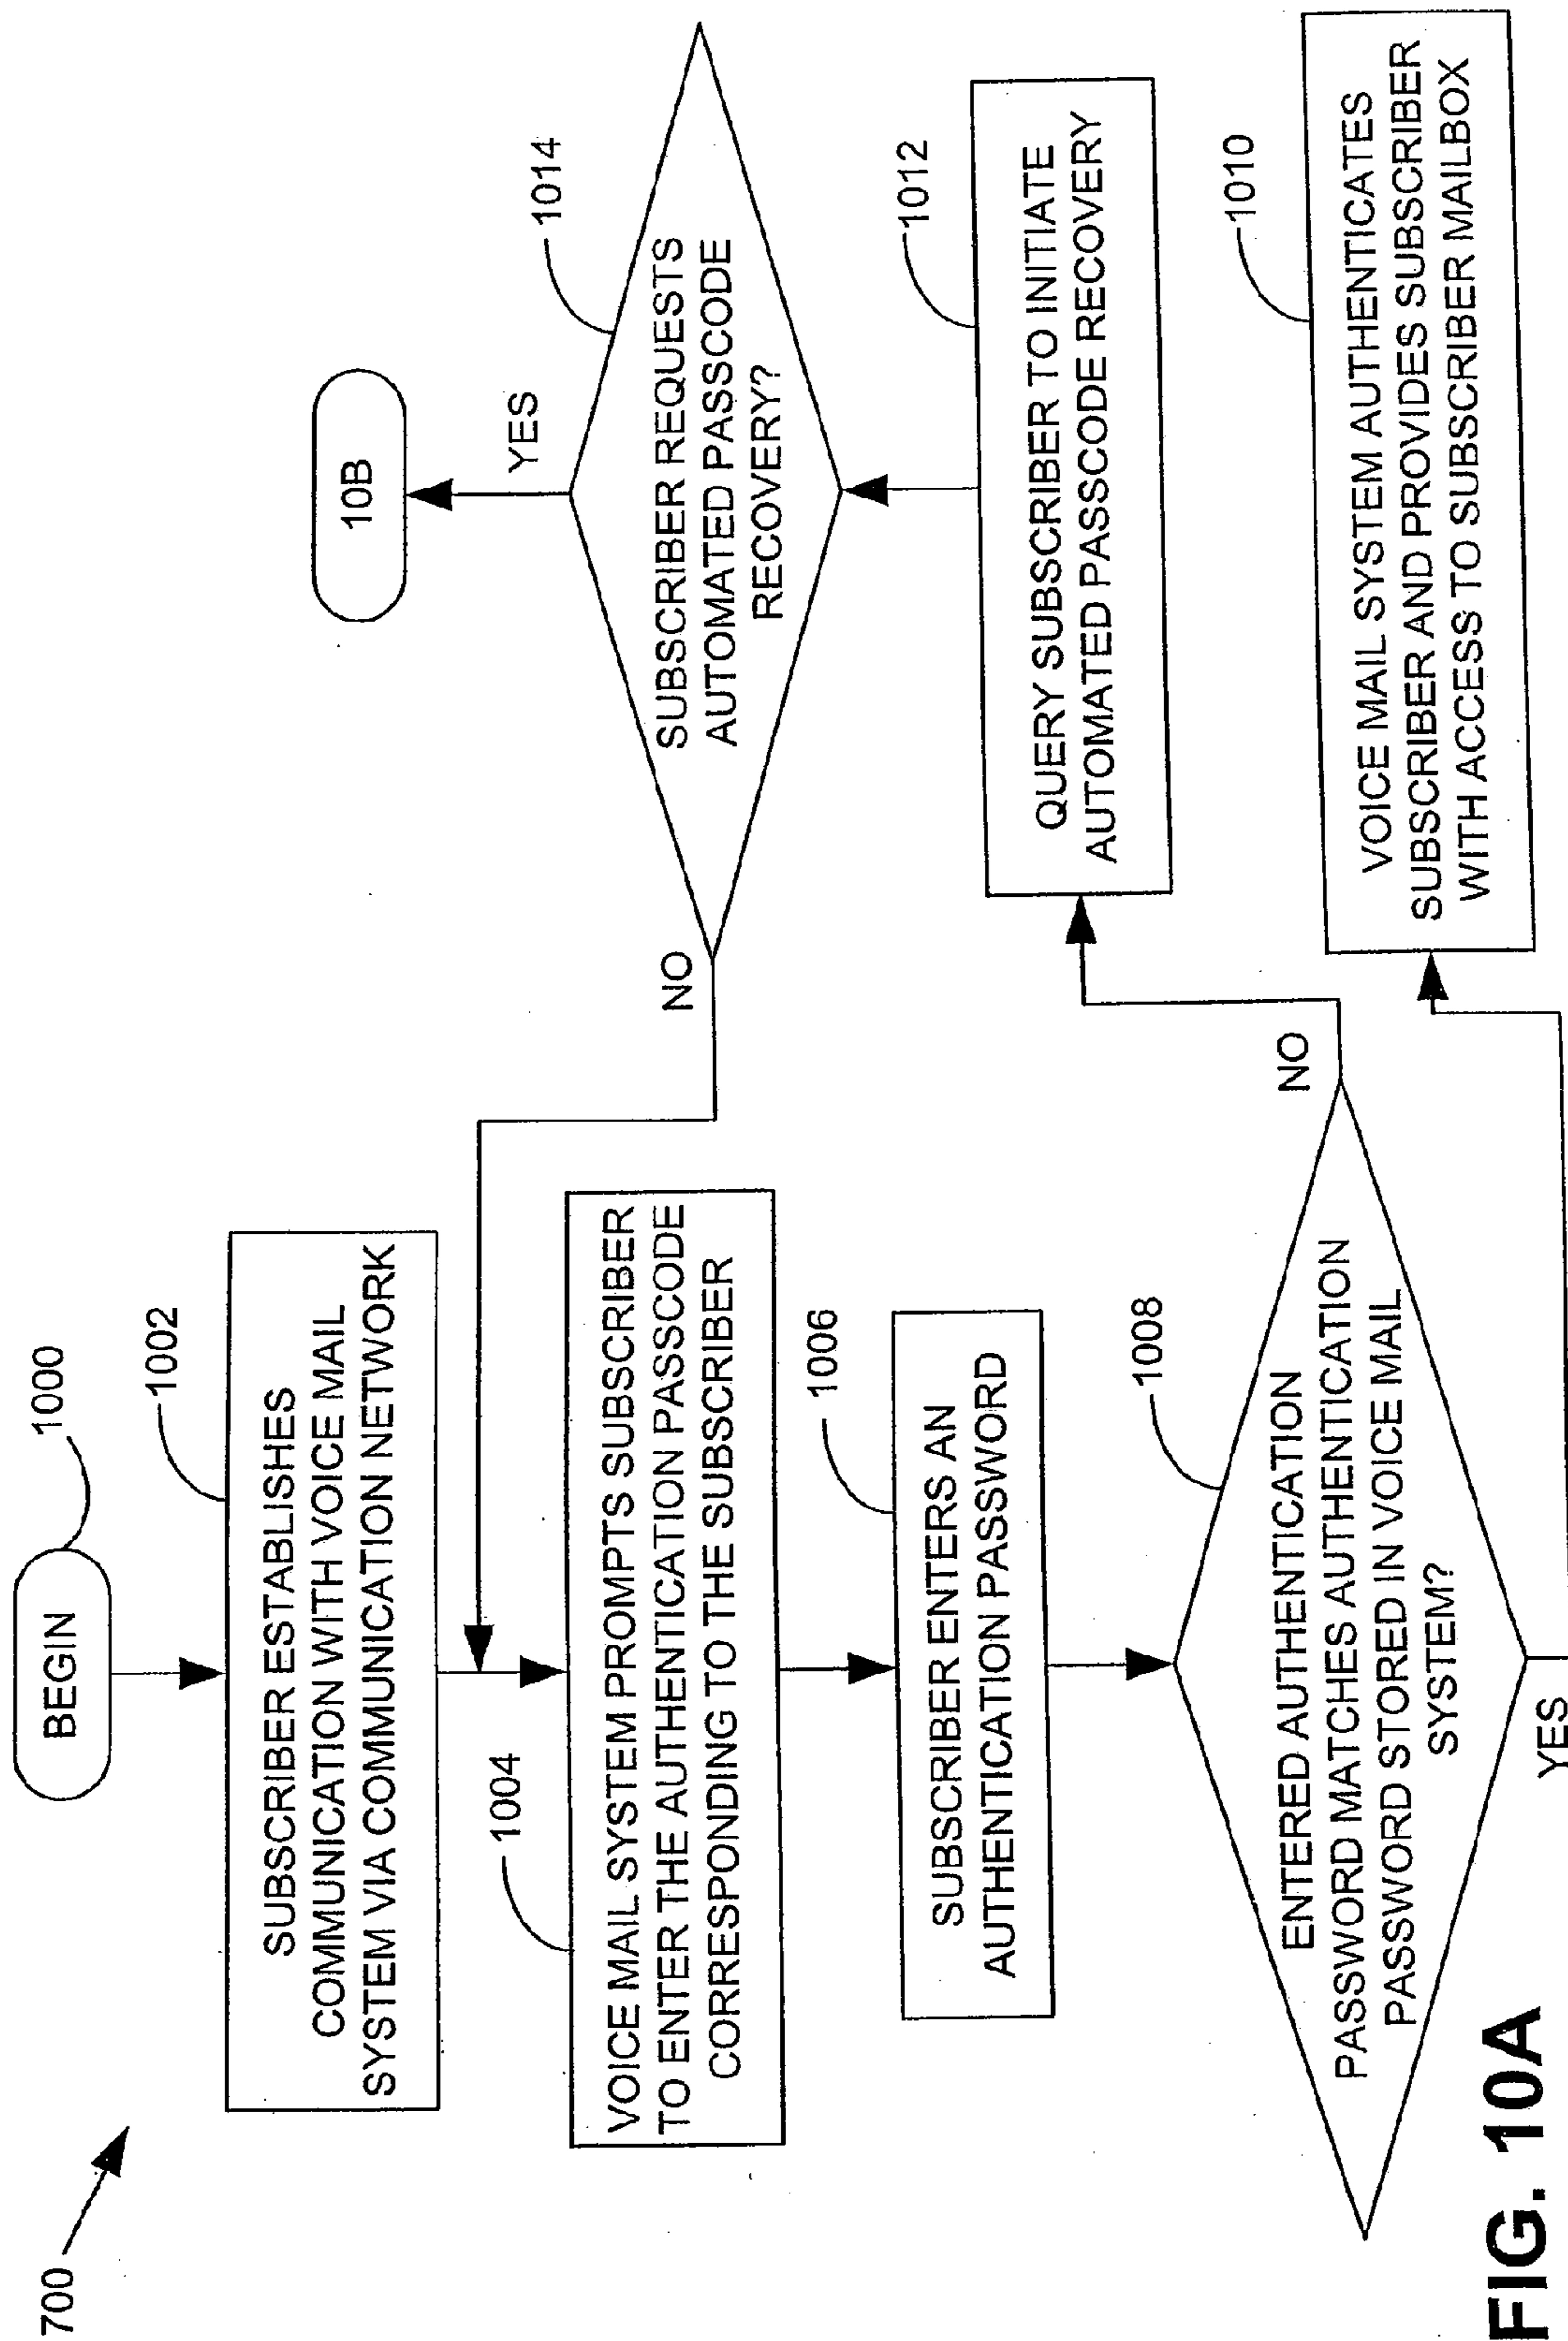 700
BEGIN
1000
SUBSCRIBER ESTABLISHES
COMMUNICATION WITH VOICE MAIL
SYSTEM VIA COMMUNICATION NETWORK
1002
1004
VOICE MAIL SYSTEM PROMPTS SUBSCRIBER
TO ENTER THE AUTHENTICATION PASSCODE
CORRESPONDING TO THE SUBSCRIBER
1006
SUBSCRIBER ENTERS AN
AUTHENTICATION PASSWORD
1008
ENTERED AUTHENTICATION
PASSWORD MATCHES AUTHENTICATION
PASSWORD STORED IN VOICE MAIL
SYSTEM?
YES
NO
10B
YES
1014
SUBSCRIBER REQUESTS
AUTOMATED PASSCODE
RECOVERY?
NO
1012
QUERY SUBSCRIBER TO INITIATE
AUTOMATED PASSCODE RECOVERY
1010
VOICE MAIL SYSTEM AUTHENTICATES
SUBSCRIBER AND PROVIDES SUBSCRIBER
WITH ACCESS TO SUBSCRIBER MAILBOX
FIG. 10A